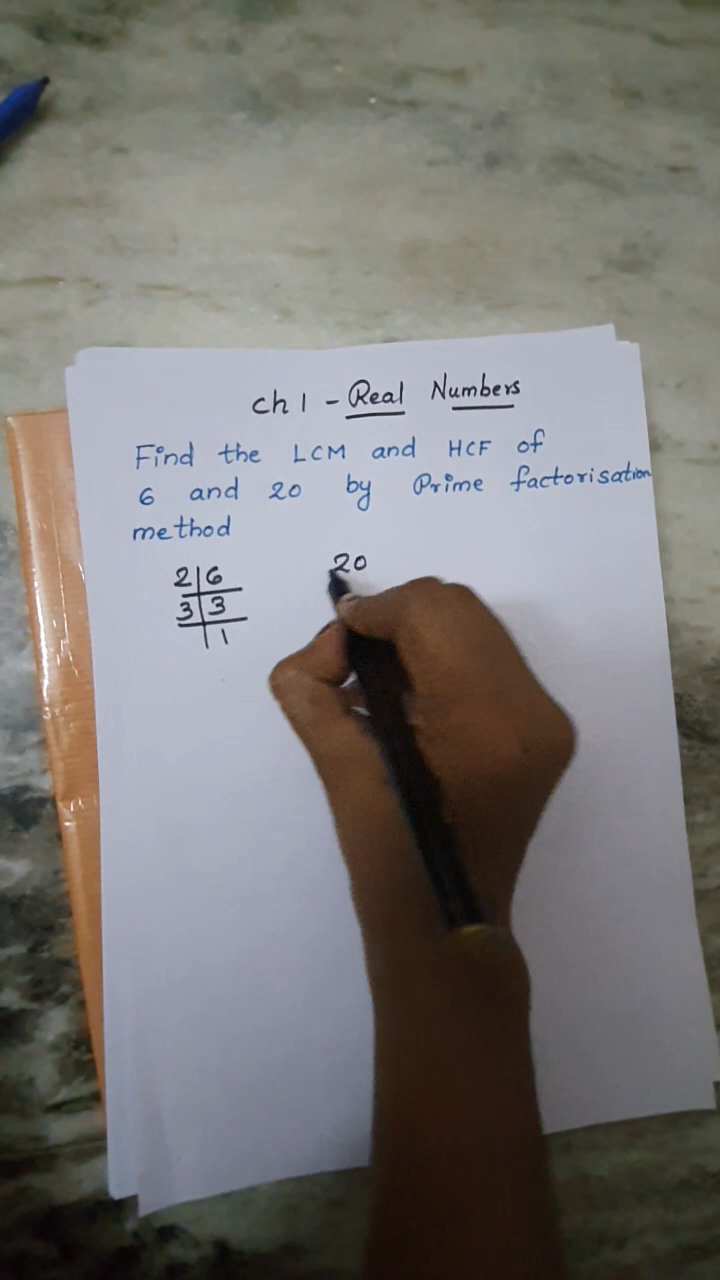 Ch 1 - Real Numbers
Find the LCM and HCF of
6 and 20 by Prime factorisation
method
2 6 20
3 3
1